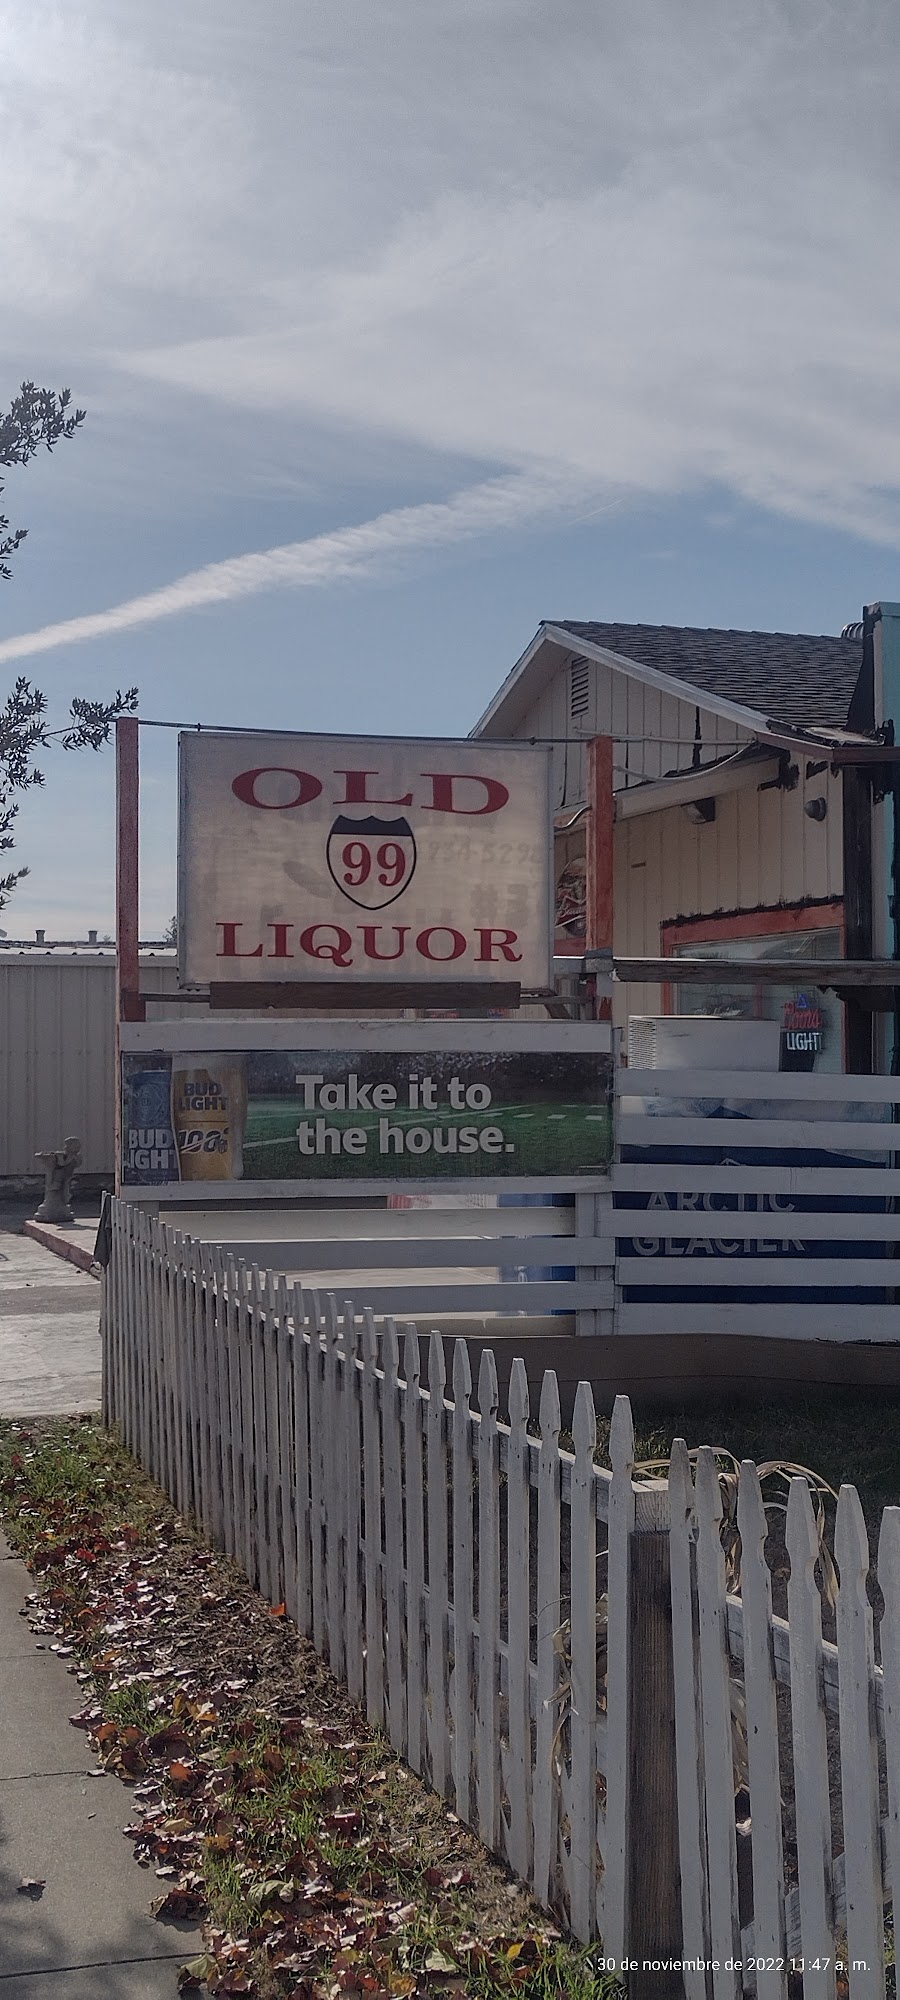 OLD
99
LIQUOR
BUD
LIGHT
BUD
Take it to
the house.
Coors
LIGHT
ARCTIC
GLACIER
30 de noviembre de 2022 11:47 a. m.